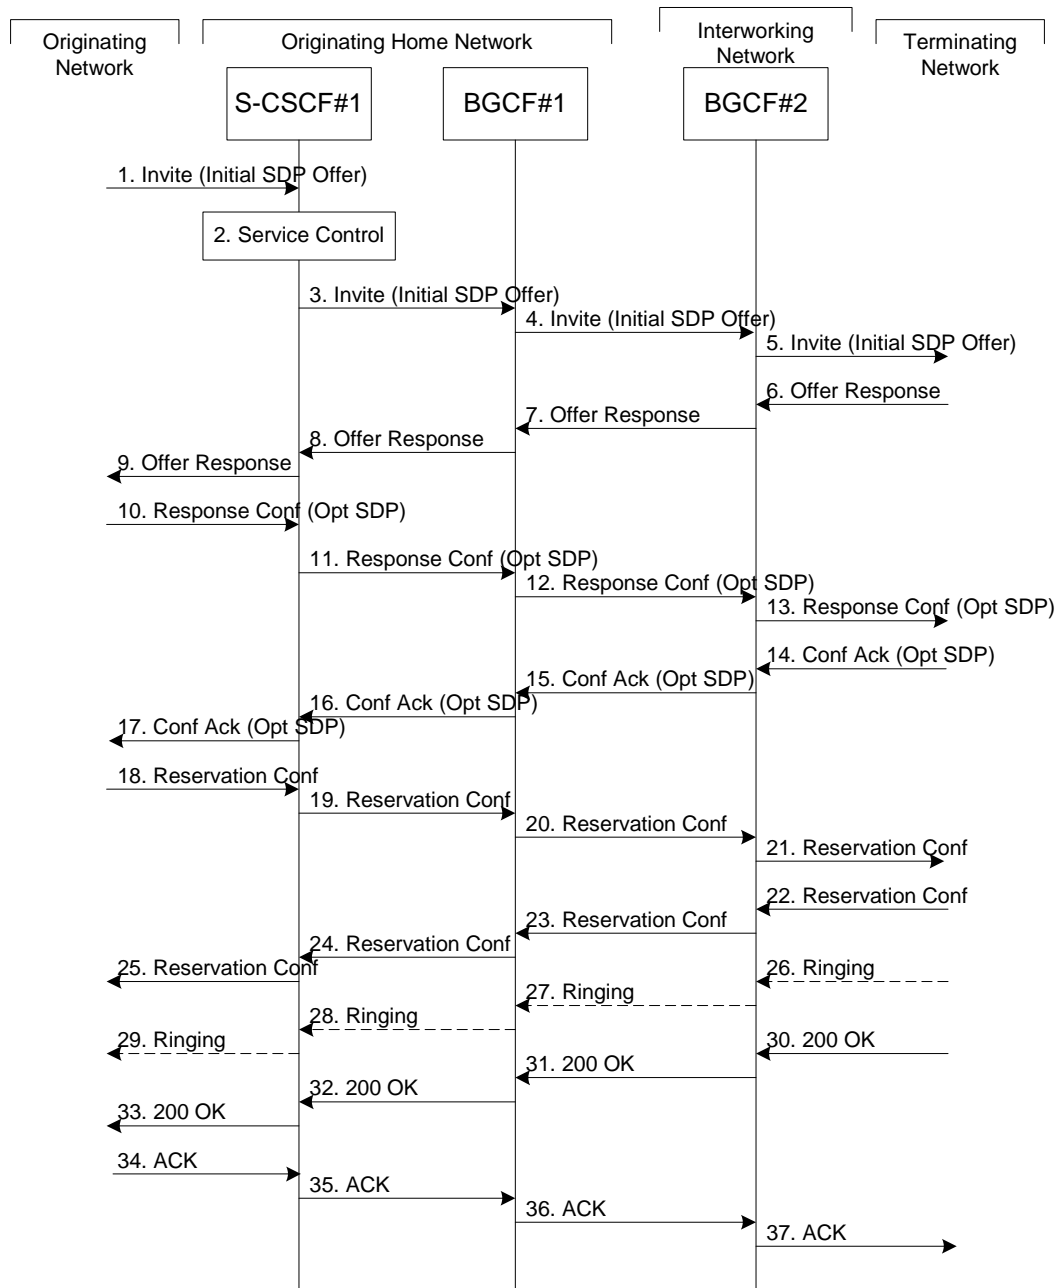 Originating
Network
Originating Home Network
Interworking
Network
Terminating
Network
S-CSCF#1
BGCF#1
BGCF#2
1. Invite (Initial SDP Offer)
2. Service Control
3. Invite (Initial SDP Offer)
4. Invite (Initial SDP Offer)
5. Invite (Initial SDP Offer)
6. Offer Response
7. Offer Response
8. Offer Response
9. Offer Response
10. Response Conf (Opt SDP)
11. Response Conf (Opt SDP)
12. Response Conf (Opt SDP)
13. Response Conf (Opt SDP)
14. Conf Ack (Opt SDP)
15. Conf Ack (Opt SDP)
16. Conf Ack (Opt SDP)
17. Conf Ack (Opt SDP)
18. Reservation Conf
19. Reservation Conf
20. Reservation Conf
21. Reservation Conf
22. Reservation Conf
23. Reservation Conf
24. Reservation Conf
25. Reservation Conf
26. Ringing
27. Ringing
28. Ringing
29. Ringing
30. 200 OK
31. 200 OK
32. 200 OK
33. 200 OK
34. ACK
35. ACK
36. ACK
37. ACK